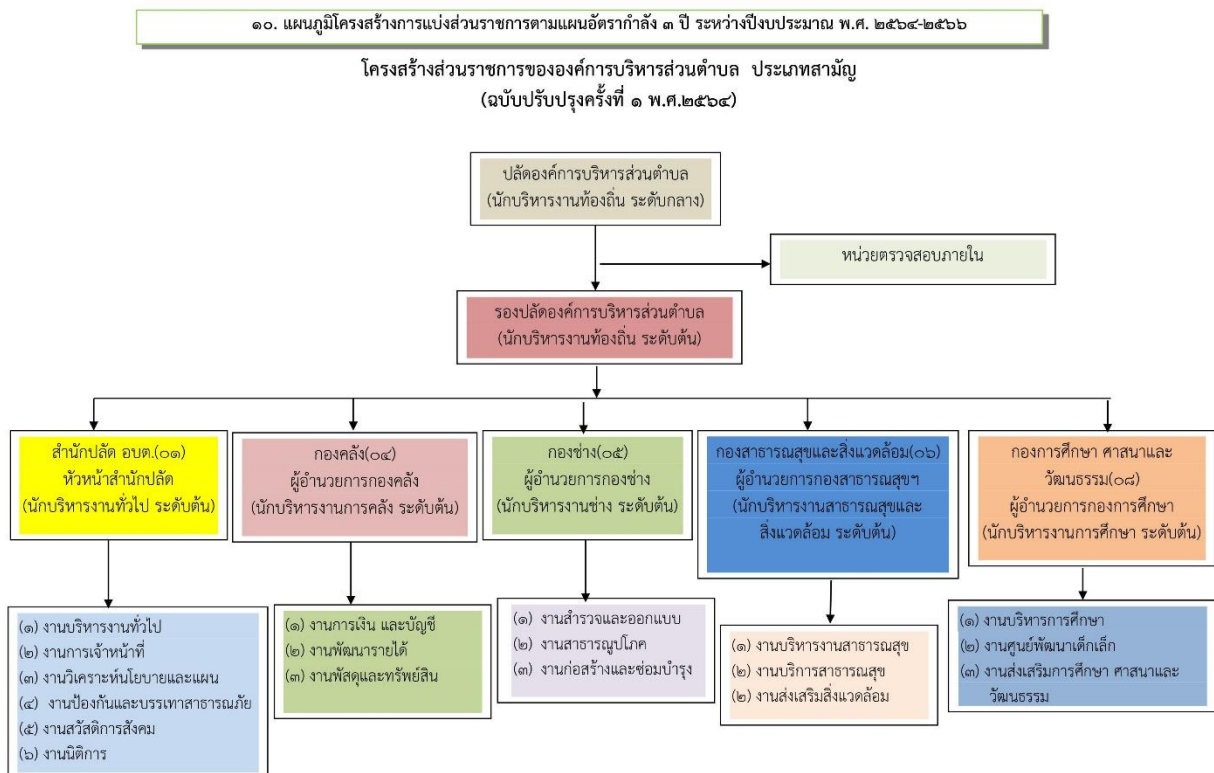 ๑๐. แผนภูมิโครงสร้างการแบ่งส่วนราชการตามแผนอัตรากำลัง ๓ ปี ระหว่างปีงบประมาณ พ.ศ. ๒๕๖๔-๒๕๖๖
โครงสร้างส่วนราชการขององค์การบริหารส่วนตำบล ประเภทสามัญ
(ฉบับปรับปรุงครั้งที่ ๑ พ.ศ.๒๕๖๔)
ปลัดองค์การบริหารส่วนตำบล
(นักบริหารงานท้องถิ่น ระดับกลาง)
หน่วยตรวจสอบภายใน
รองปลัดองค์การบริหารส่วนตำบล
(นักบริหารงานท้องถิ่น ระดับต้น)
สำนักปลัด อบต.(๐๑)
หัวหน้าสำนักปลัด
(นักบริหารงานทั่วไป ระดับต้น)
กองคลัง(๐๔)
ผู้อำนวยการกองคลัง
(นักบริหารงานการคลัง ระดับต้น)
กองช่าง(๐๕)
ผู้อำนวยการกองช่าง
(นักบริหารงานช่าง ระดับต้น)
กองสาธารณสุขและสิ่งแวดล้อม(๐๖)
ผู้อำนวยการกองสาธารณสุขฯ
(นักบริหารงานสาธารณสุขและ
สิ่งแวดล้อม ระดับต้น)
กองการศึกษา ศาสนาและ
วัฒนธรรม(๐๘)
ผู้อำนวยการกองการศึกษา
(นักบริหารงานการศึกษา ระดับต้น)
(๑) งานบริหารงานทั่วไป
(๒) งานการเจ้าหน้าที่
(๓) งานวิเคราะห์นโยบายและแผน
(๔) งานป้องกันและบรรเทาสาธารณภัย
(๕) งานสวัสดิการสังคม
(๖) งานนิติการ
(๑) งานการเงิน และบัญชี
(๒) งานพัฒนารายได้
(๓) งานพัสดุและทรัพย์สิน
(๑) งานสำรวจและออกแบบ
(๒) งานสาธารณูปโภค
(๓) งานก่อสร้างและซ่อมบำรุง
(๑) งานบริหารงานสาธารณสุข
(๒) งานบริการสาธารณสุข
(๒) งานส่งเสริมสิ่งแวดล้อม
(๑) งานบริหารการศึกษา
(๒) งานศูนย์พัฒนาเด็กเล็ก
(๓) งานส่งเสริมการศึกษา ศาสนาและ
วัฒนธรรม